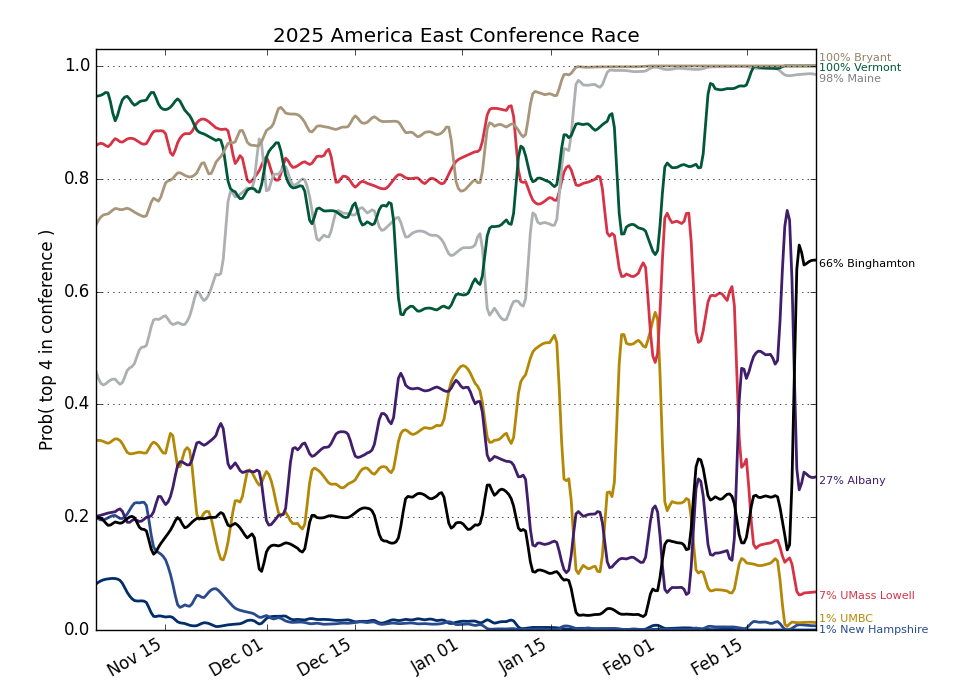 2025 America East Conference Race
Prob( top 4 in conference )
1.0
0.8
0.6
0.4
0.2
0.0
Nov 15
Dec 01
Dec 15
Jan 01
Jan 15
Feb 01
Feb 15
100% Bryant
100% Vermont
98% Maine
66% Binghamton
27% Albany
7% UMass Lowell
1% UMBC
1% New Hampshire